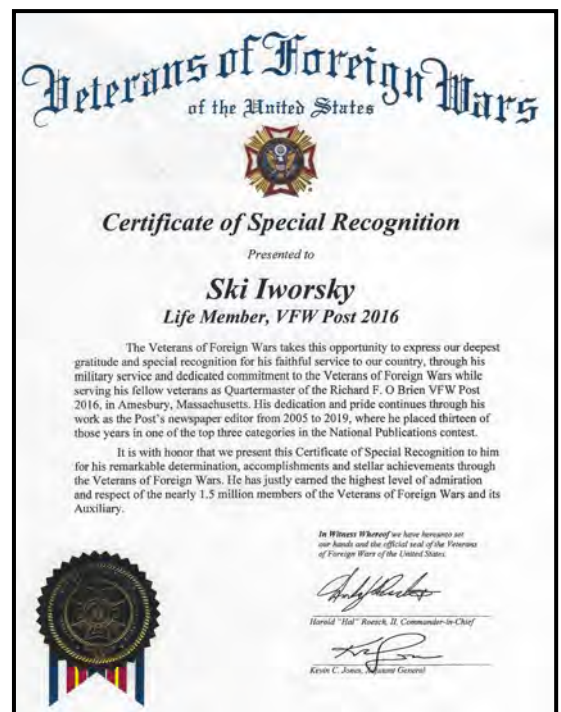 Veterans of Foreign Wars
of the United States
Certificate of Special Recognition
Presented to
Ski Iworsky
Life Member, VFW Post 2016
The Veterans of Foreign Wars takes this opportunity to express our deepest
gratitude and special recognition for his faithful service to our country, through his
military service and dedicated commitment to the Veterans of Foreign Wars while
serving his fellow veterans as Quartermaster of the Richard F. O Brien VFW Post
2016, in Amesbury, Massachusetts. His dedication and pride continues through his
work as the Post's newspaper editor from 2005 to 2019, where he placed thirteen of
those years in one of the top three categories in the National Publications contest.
It is with honor that we present this Certificate of Special Recognition to him
for his remarkable determination, accomplishments and stellar achievements through
the Veterans of Foreign Wars. He has justly earned the highest level of admiration
and respect of the nearly 1.5 million members of the Veterans of Foreign Wars and its
Auxiliary.
In Witness Whereof we have hereunto set
our hands and the official seal of the Veterans
of Foreign Wars of the United States.
Harold "Hal" Roesch, II, Commander-in-Chief
Kevin C. Jones, Adjutant General